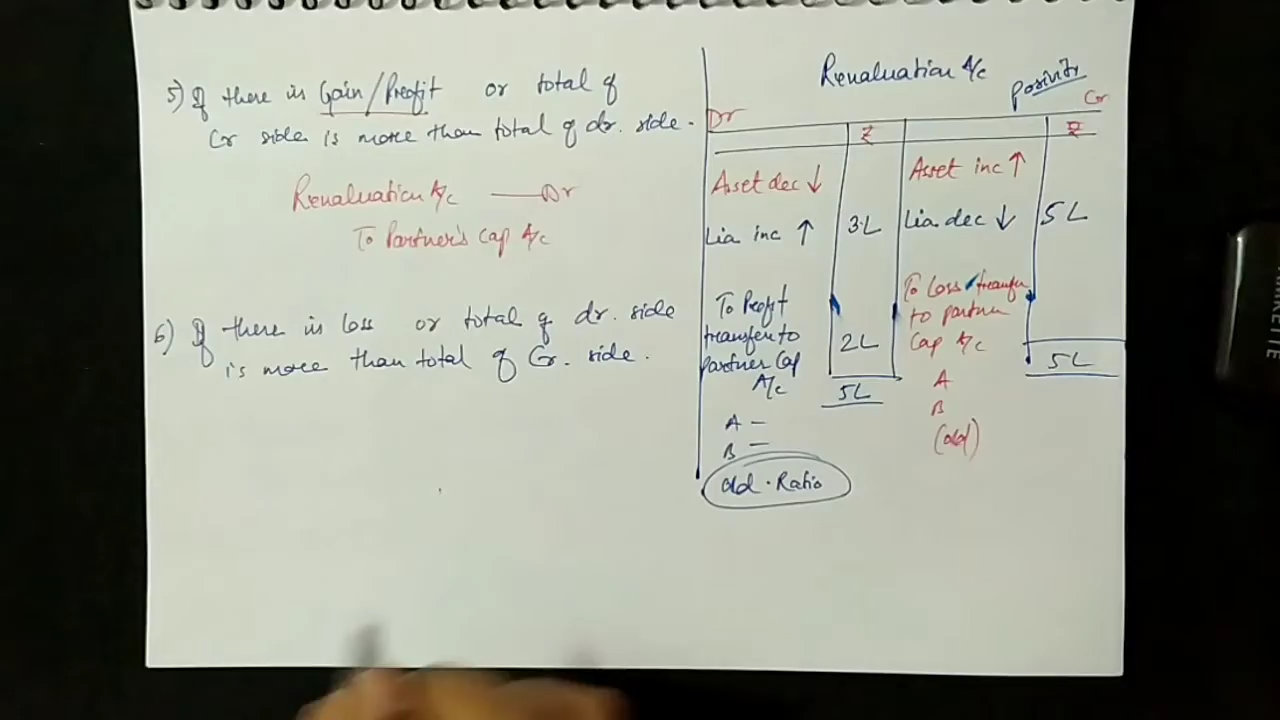 5) If there is Gain/Profit or total of
Cr side is more than total of dr. side.
Revaluation A/c —— Dr
To Partner's Cap A/c
6) If there is loss or total of dr. side
is more than total of Cr. side.
Revaluation A/c
Positive
Dr
Cr
₹
₹
Asset dec ↓
Asset inc ↑
Lia inc ↑
3L
Lia dec ↓
5L
To Profit
transfer to
partner Cap
A/c
2L
5L
A —
B —
old Ratio
To Loss transfer
to partner
Cap A/c
5L
A
B
(old)